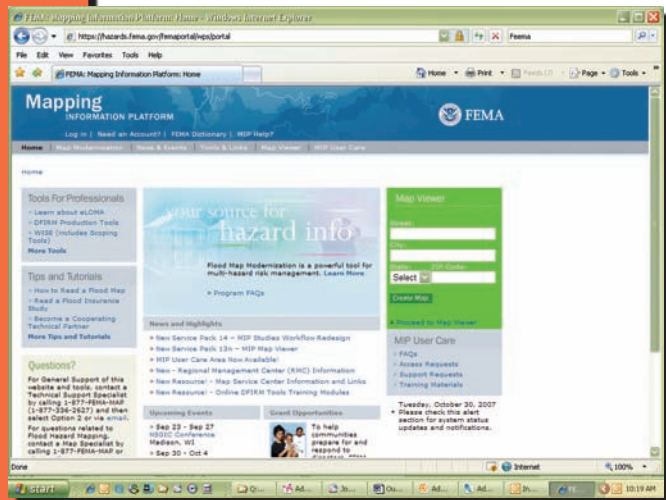 FEMA: Mapping Information Platform: Home - Windows Internet Explorer
https://hazards.fema.gov/femaportal/wps/portal
Feema
File Edit View Favorites Tools Help
FEMA: Mapping Information Platform: Home
Home Print Page Tools
Mapping
INFORMATION PLATFORM
FEMA
Log in | Need an Account? | FEMA Dictionary | MIP Help?
Home Map Modernization News & Events Tools & Links Map Viewer MIP User Care
Home
Tools For Professionals
Learn about eLOMA
DFIRM Production Tools
WISE (includes Scoping
Tools)
More Tools
Tips and Tutorials
How to Read a Flood Map
Read a Flood Insurance
Study
Become a Cooperating
Technical Partner
More Tips and Tutorials
Questions?
For General Support of this
website and tools, contact a
Technical Support Specialist
by calling 1-877-FEMA-MAP
(1-877-336-2627) and then
select Option 2 or via email.
For questions related to
Flood Hazard Mapping,
contact a Map Specialist by
calling 1-877-FEMA-MAP or
your source for
hazard info
Flood Map Modernization is a powerful tool for
multi-hazard risk management. Learn More
Program FAQs
News and Highlights
New Service Pack 14 - MIP Studies Workflow Redesign
New Service Pack 13n - MIP Map Viewer
MIP User Care Area Now Available!
New - Regional Management Center (RMC) Information
New Resource! - Map Service Center Information and Links
New Resource! - Online DFIRM Tools Training Modules
Upcoming Events
Sep 23 - Sep 27
Conference
Madison, WI
Sep 30 - Oct 4
Grant Opportunities
To help
communities
prepare for and
respond to
Map Viewer
Street:
City:
State: ZIP Code:
Select
Create Map
Proceed to Map Viewer
MIP User Care
FAQs
Access Requests
Support Requests
Training Materials
Tuesday, October 30, 2007
Please check this alert
section for system status
updates and notifications.
Done
Internet
100%
start
10:19 AM